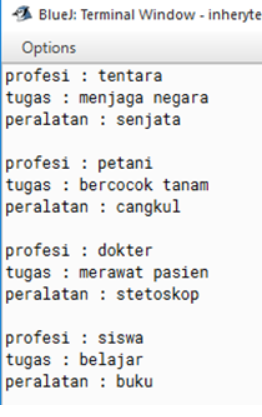 BlueJ: Terminal Window - inheryte
Options
profesi : tentara
tugas : menjaga negara
peralatan : senjata
profesi : petani
tugas : bercocok tanam
peralatan : cangkul
profesi : dokter
tugas : merawat pasien
peralatan : stetoskop
profesi : siswa
tugas : belajar
peralatan : buku